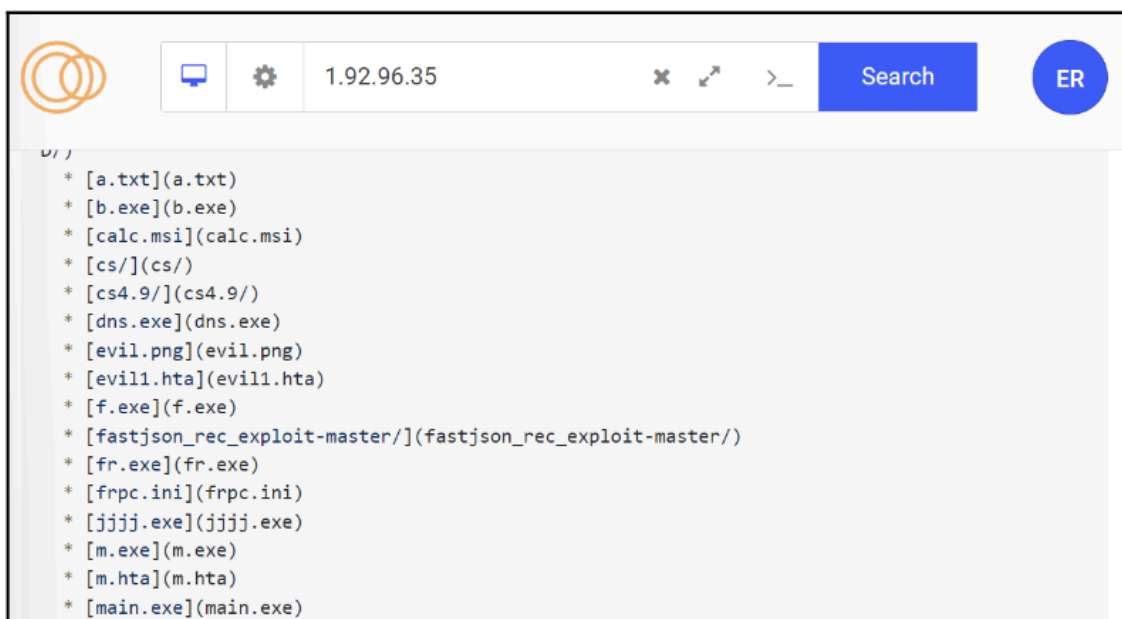 1.92.96.35
>_
Search
ER
* [a.txt](a.txt)
* [b.exe](b.exe)
* [calc.msi](calc.msi)
* [cs/](cs/)
* [cs4.9/](cs4.9/)
* [dns.exe](dns.exe)
* [evil.png](evil.png)
* [evil1.hta](evil1.hta)
* [f.exe](f.exe)
* [fastjson_rec_exploit-master/](fastjson_rec_exploit-master/)
* [fr.exe](fr.exe)
* [frpc.ini](frpc.ini)
* [jjjj.exe](jjjj.exe)
* [m.exe](m.exe)
* [m.hta](m.hta)
* [main.exe](main.exe)